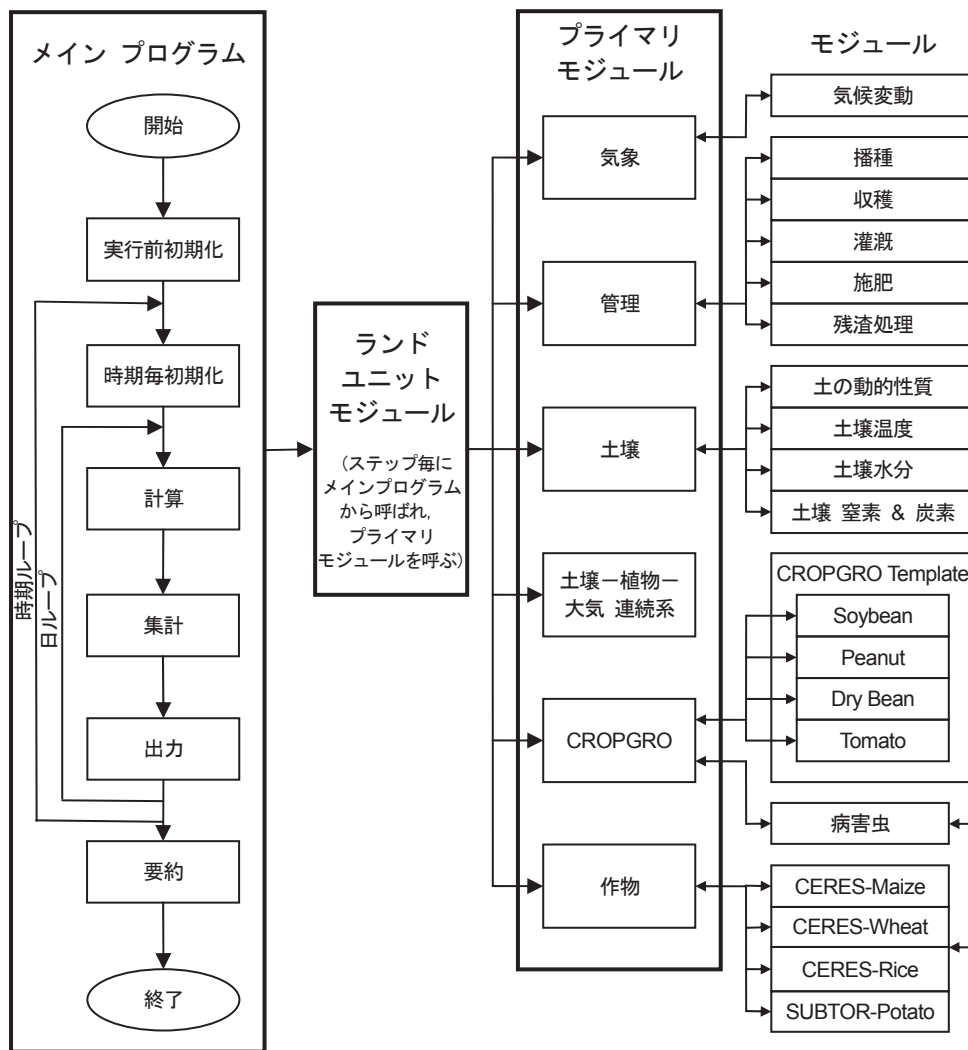 メイン プログラム
開始
実行前初期化
時期毎初期化
計算
集計
出力
要約
終了
時期ループ
日ループ
ランド
ユニット
モジュール
（ステップ毎に
メインプログラム
から呼ばれ，
プライマリ
モジュールを呼ぶ）
プライマリ
モジュール
気象
管理
土壌
土壌－植物－
大気 連続系
CROPGRO
作物
モジュール
気候変動
播種
収穫
灌漑
施肥
残渣処理
土の動的性質
土壌温度
土壌水分
土壌 窒素 & 炭素
CROPGRO Template
Soybean
Peanut
Dry Bean
Tomato
病害虫
CERES-Maize
CERES-Wheat
CERES-Rice
SUBTOR-Potato